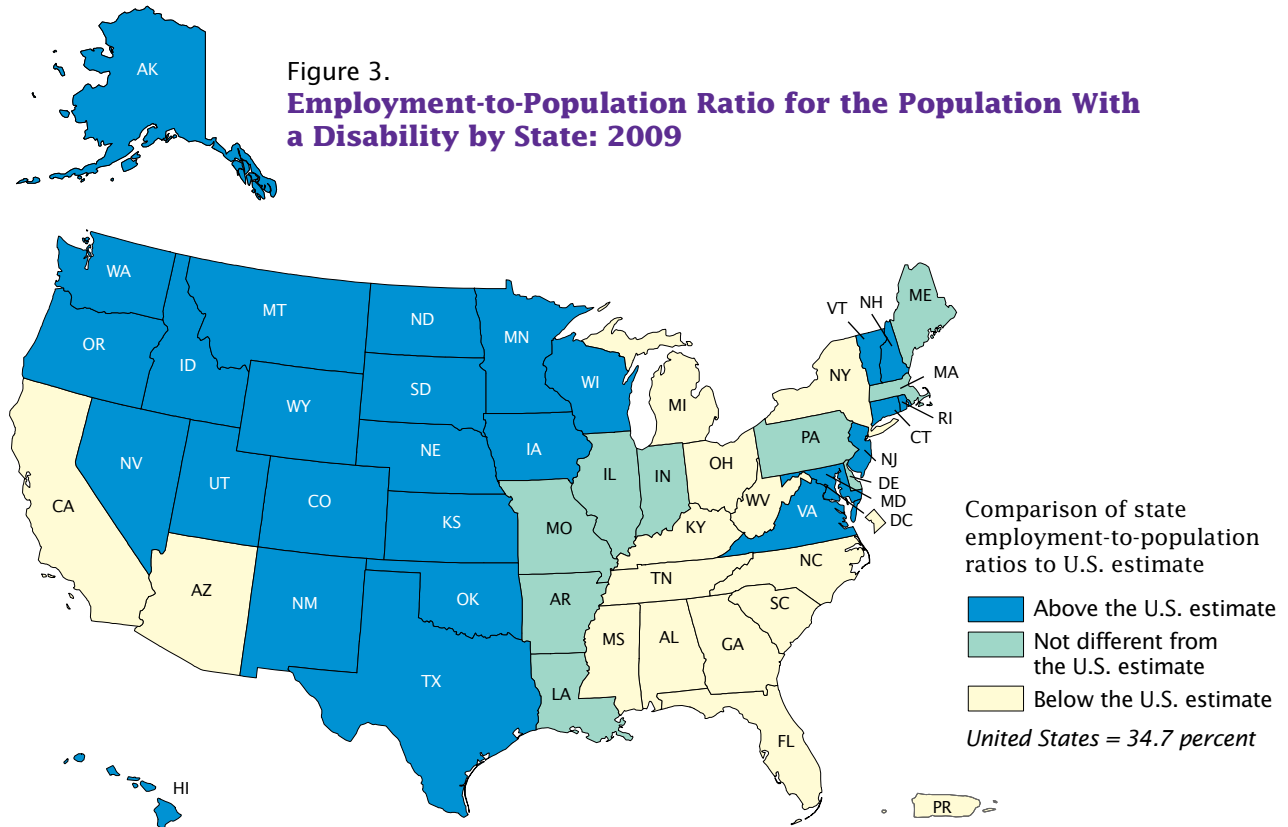 AK
Figure 3.
Employment-to-Population Ratio for the Population With
a Disability by State: 2009
WA
MT
ND
MN
VT
NH
ME
OR
ID
SD
WI
NY
MA
WY
MI
RI
CT
NE
IA
PA
NJ
NV
UT
CO
IL
IN
OH
DE
MD
DC
CA
KS
MO
WV
VA
KY
AZ
NM
OK
AR
TN
NC
SC
MS
AL
GA
TX
LA
FL
HI
PR
Comparison of state
employment-to-population
ratios to U.S. estimate
Above the U.S. estimate
Not different from
the U.S. estimate
Below the U.S. estimate
United States = 34.7 percent